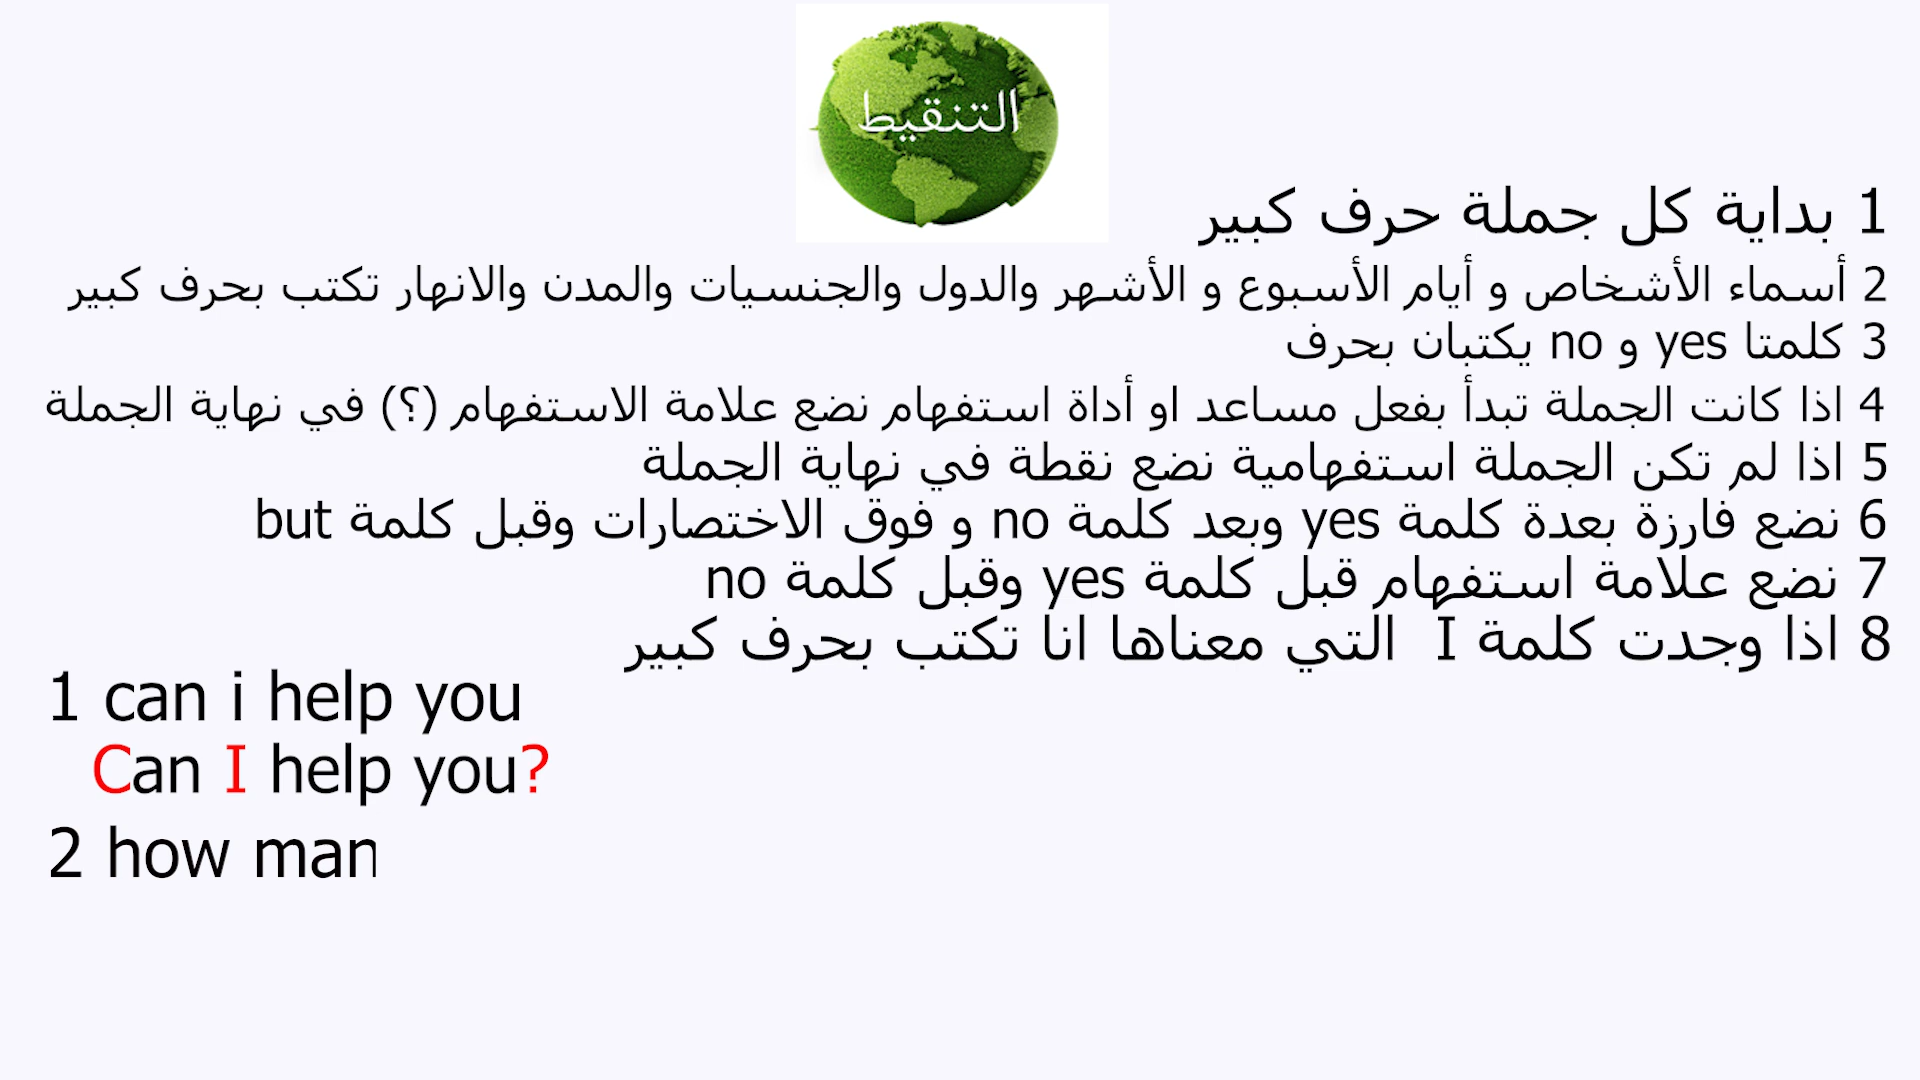 التنقيط
1 بداية كل جملة حرف كبير
2 أسماء الأشخاص و أيام الأسبوع و الأشهر والدول والجنسيات والمدن والانهار تكتب بحرف كبير
3 كلمتا yes و no يكتبان بحرف
4 اذا كانت الجملة تبدأ بفعل مساعد او أداة استفهام نضع علامة الاستفهام (؟) في نهاية الجملة
5 اذا لم تكن الجملة استفهامية نضع نقطة في نهاية الجملة
6 نضع فارزة بعدة كلمة yes وبعد كلمة no و فوق الاختصارات وقبل كلمة but
7 نضع علامة استفهام قبل كلمة yes وقبل كلمة no
8 اذا وجدت كلمة I التي معناها انا تكتب بحرف كبير
1 can i help you
Can I help you?
2 how man